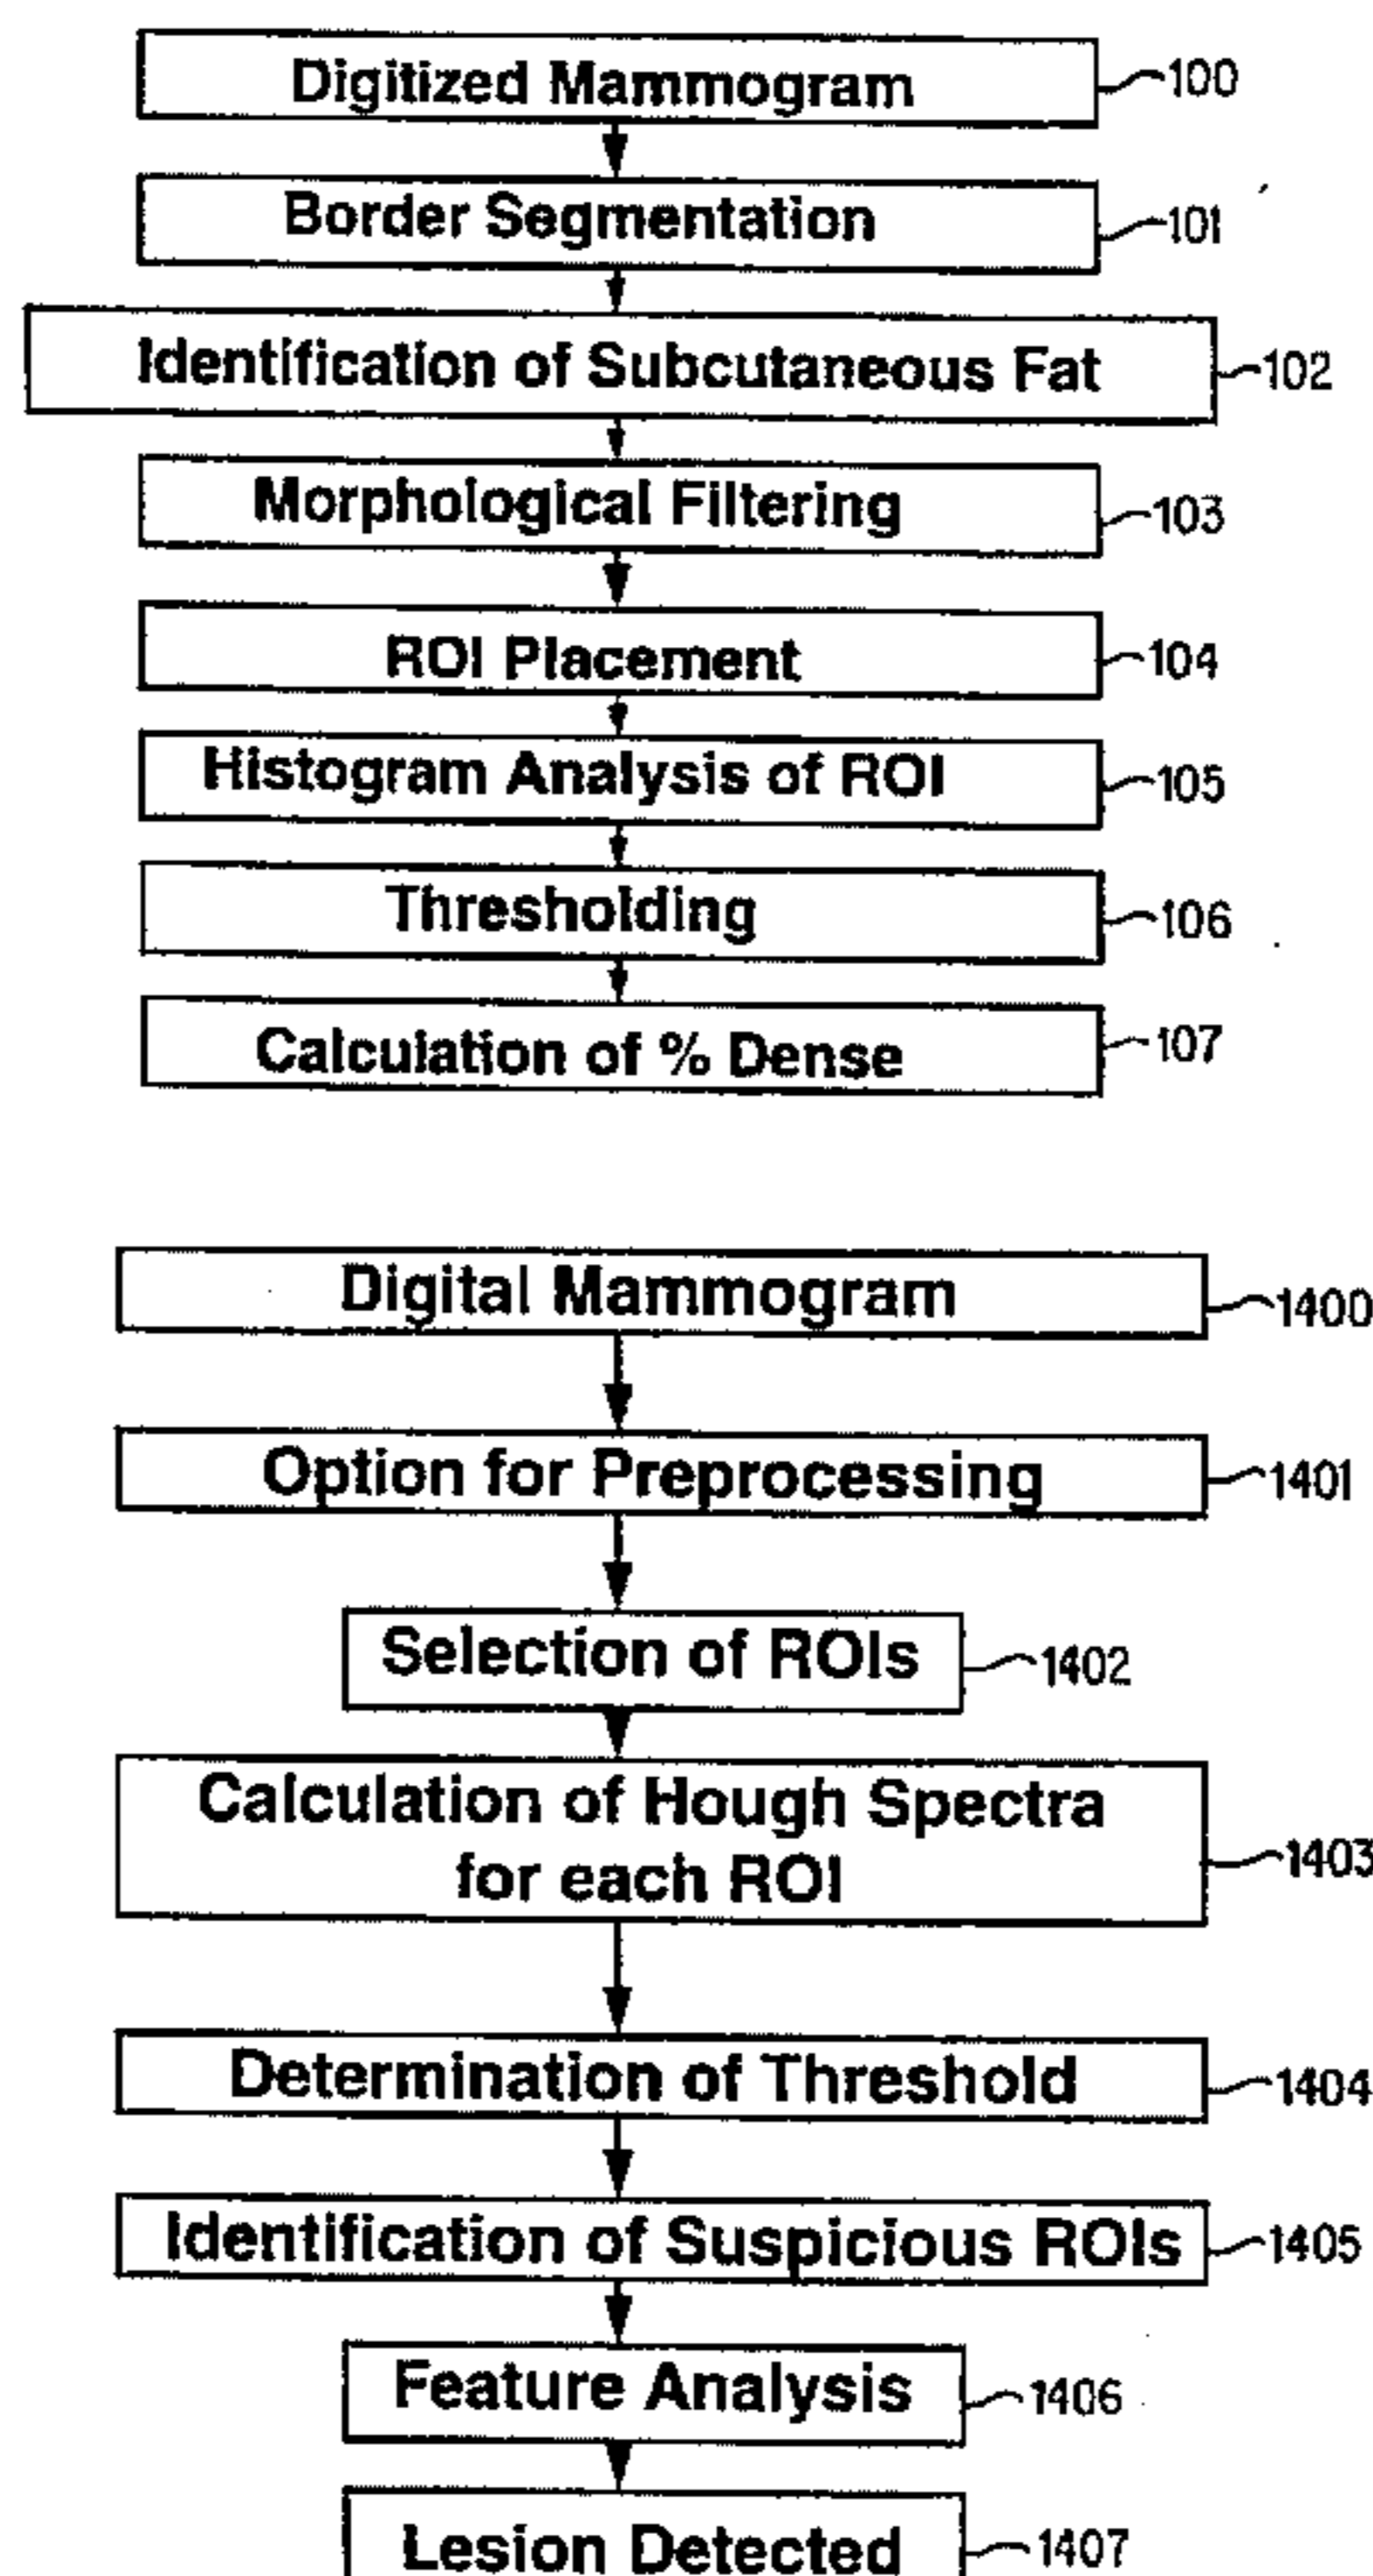 Digitized Mammogram 100
Border Segmentation 101
Identification of Subcutaneous Fat 102
Morphological Filtering 103
ROI Placement 104
Histogram Analysis of ROI 105
Thresholding 106
Calculation of % Dense 107
Digital Mammogram 1400
Option for Preprocessing 1401
Selection of ROIs 1402
Calculation of Hough Spectra
for each ROI 1403
Determination of Threshold 1404
Identification of Suspicious ROIs 1405
Feature Analysis 1406
Lesion Detected 1407